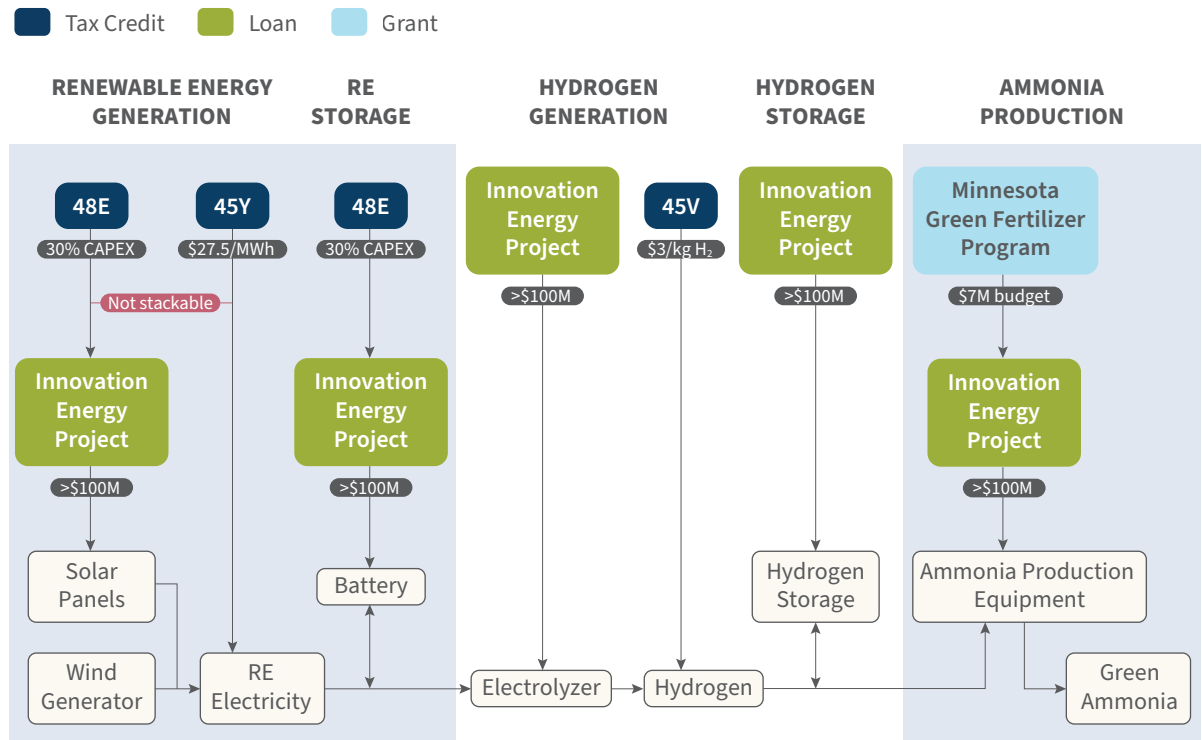 Tax Credit
Loan
Grant
RENEWABLE ENERGY
GENERATION
RE
STORAGE
HYDROGEN
GENERATION
HYDROGEN
STORAGE
AMMONIA
PRODUCTION
48E
30% CAPEX
45Y
$27.5/MWh
Not stackable
48E
30% CAPEX
Innovation
Energy
Project
>$100M
45V
$3/kg H₂
Innovation
Energy
Project
>$100M
Minnesota
Green Fertilizer
Program
$7M budget
Innovation
Energy
Project
>$100M
Innovation
Energy
Project
>$100M
Innovation
Energy
Project
>$100M
Solar
Panels
Battery
Hydrogen
Storage
Ammonia Production
Equipment
Wind
Generator
RE
Electricity
Electrolyzer
Hydrogen
Green
Ammonia